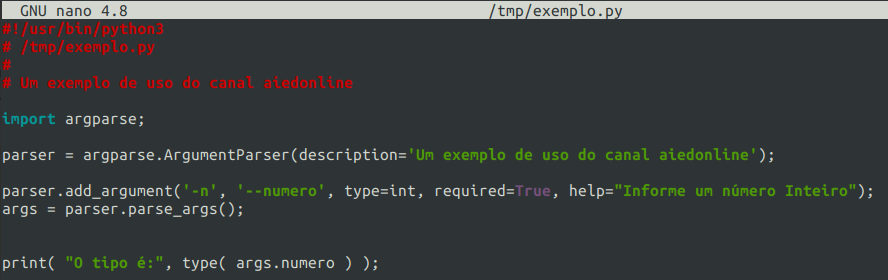 GNU nano 4.8 /tmp/exemplo.py
#!/usr/bin/python3
# /tmp/exemplo.py
#
# Um exemplo de uso do canal aiedonline
import argparse;
parser = argparse.ArgumentParser(description='Um exemplo de uso do canal aiedonline');
parser.add_argument('-n', '--numero', type=int, required=True, help="Informe um número Inteiro");
args = parser.parse_args();
print( "O tipo é:", type( args.numero ) );